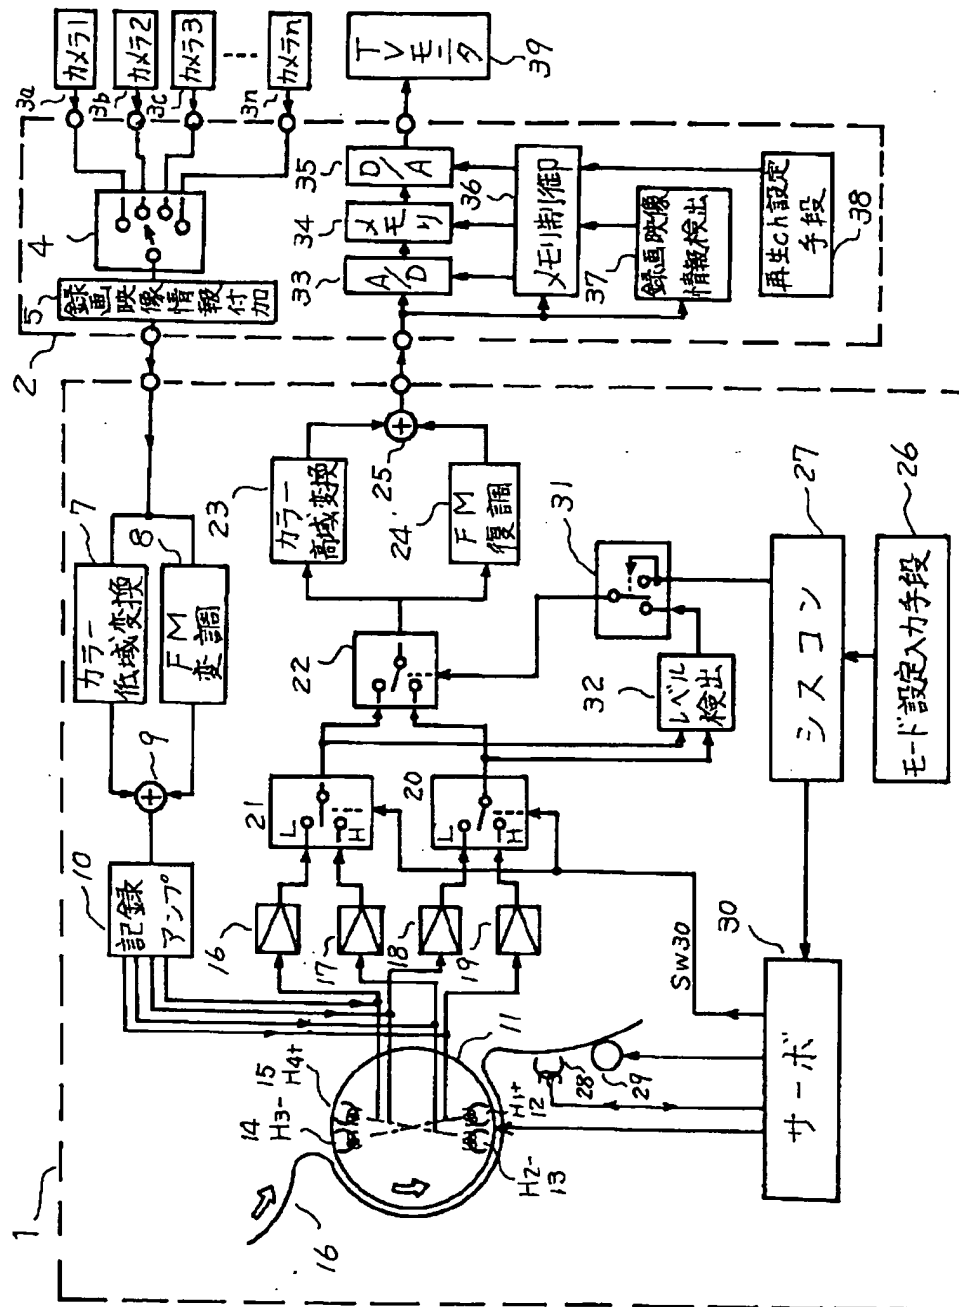 1
2
3a
カメラ1
3b
カメラ2
3c
カメラ3
3n
カメラn
4
5
録画映像情報付加
7
カラー
低域変換
8
FM
変調
9
10
記録
アンプ
11
14
H3-
15
H4+
H1+
12
H2-
13
16
16
17
18
19
21
L
H
20
L
H
22
23
カラー
高域変換
24
FM
復調
25
33
A/D
34
メモリ
35
D/A
TVモニタ
39
36
メモリ制御
37
録画映像
情報検出
再生ch設定
手段
38
31
32
レベル
検出
27
シスコン
26
モード設定入力手段
28
29
30
サーボ
SW30